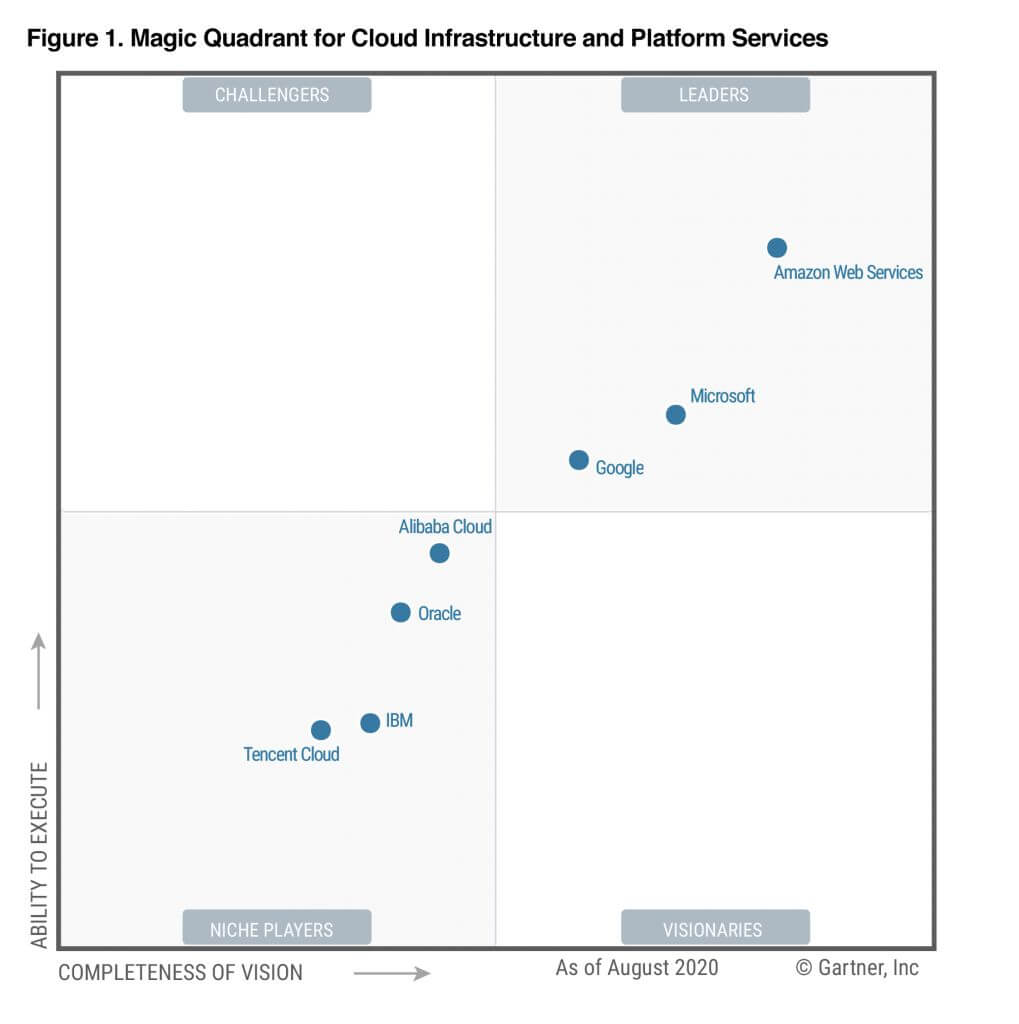 Figure 1. Magic Quadrant for Cloud Infrastructure and Platform Services
CHALLENGERS
LEADERS
Amazon Web Services
Microsoft
Google
Alibaba Cloud
Oracle
IBM
Tencent Cloud
ABILITY TO EXECUTE
NICHE PLAYERS
VISIONARIES
COMPLETENESS OF VISION
As of August 2020
© Gartner, Inc